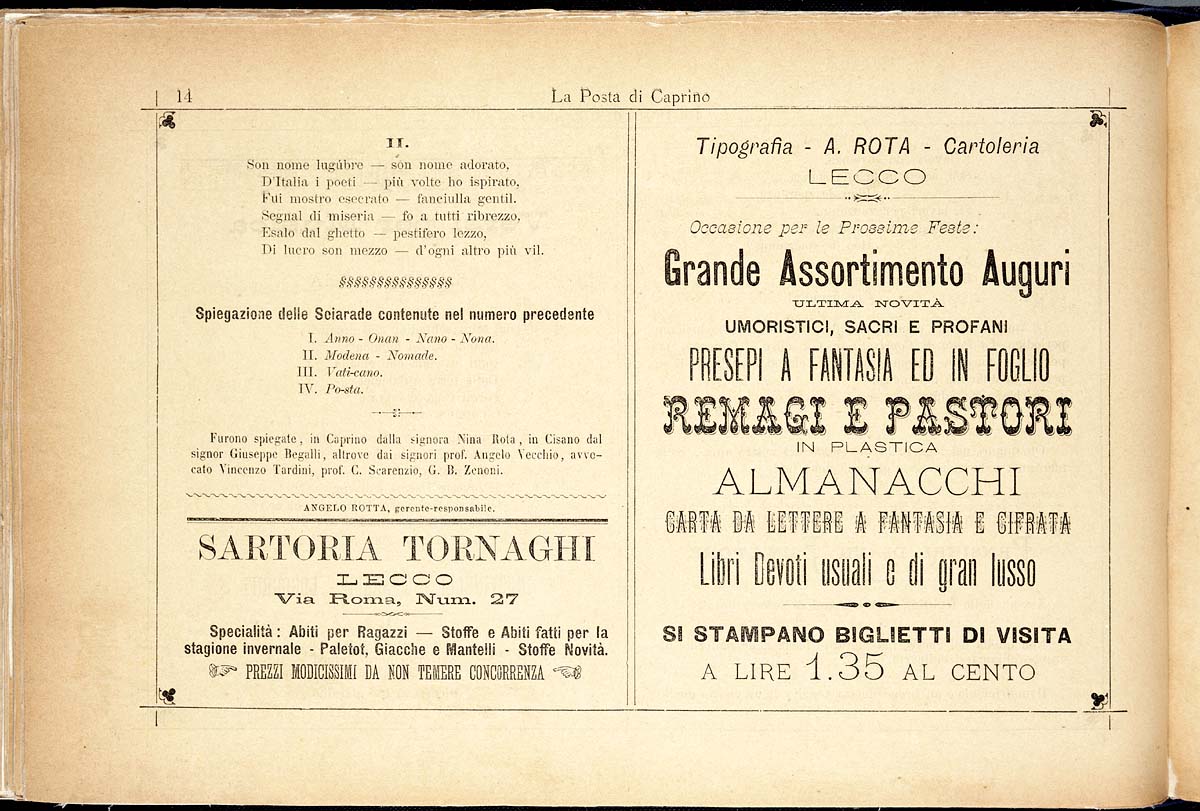 14
La Posta di Caprino
II.
Son nome lugúbre — son nome adorato,
D'Italia i poeti — più volte ho ispirato,
Fui mostro esecrato — fanciulla gentil.
Segnal di miseria — fo a tutti ribrezzo,
Esalo dal ghetto — pestifero lezzo,
Di lucro son mezzo — d'ogni altro più vil.
§§§§§§§§§§§§§§§
Spiegazione delle Sciarade contenute nel numero precedente
I. Anno - Onan - Nano - Nona.
II. Modena - Nomade.
III. Vati-cano.
IV. Po-sta.
Furono spiegate, in Caprino dalla signora Nina Rota, in Cisano dal
signor Giuseppe Begalli, altrove dai signori prof. Angelo Vecchio, avvo-
cato Vincenzo Tardini, prof. C. Scarenzio, G. B. Zenoni.
ANGELO ROTTA, gerente-responsabile.
SARTORIA TORNAGHI
LECCO
Via Roma, Num. 27
Specialità: Abiti per Ragazzi — Stoffe e Abiti fatti per la
stagione invernale - Paletot, Giacche e Mantelli - Stoffe Novità.
PREZZI MODICISSIMI DA NON TEMERE CONCORRENZA
Tipografia - A. ROTA - Cartoleria
LECCO
Occasione per le Prossime Feste:
Grande Assortimento Auguri
ULTIMA NOVITÀ
UMORISTICI, SACRI E PROFANI
PRESEPI A FANTASIA ED IN FOGLIO
REMAGI E PASTORI
IN PLASTICA
ALMANACCHI
CARTA DA LETTERE A FANTASIA E CIFRATA
Libri Devoti usuali e di gran lusso
SI STAMPANO BIGLIETTI DI VISITA
A LIRE 1.35 AL CENTO